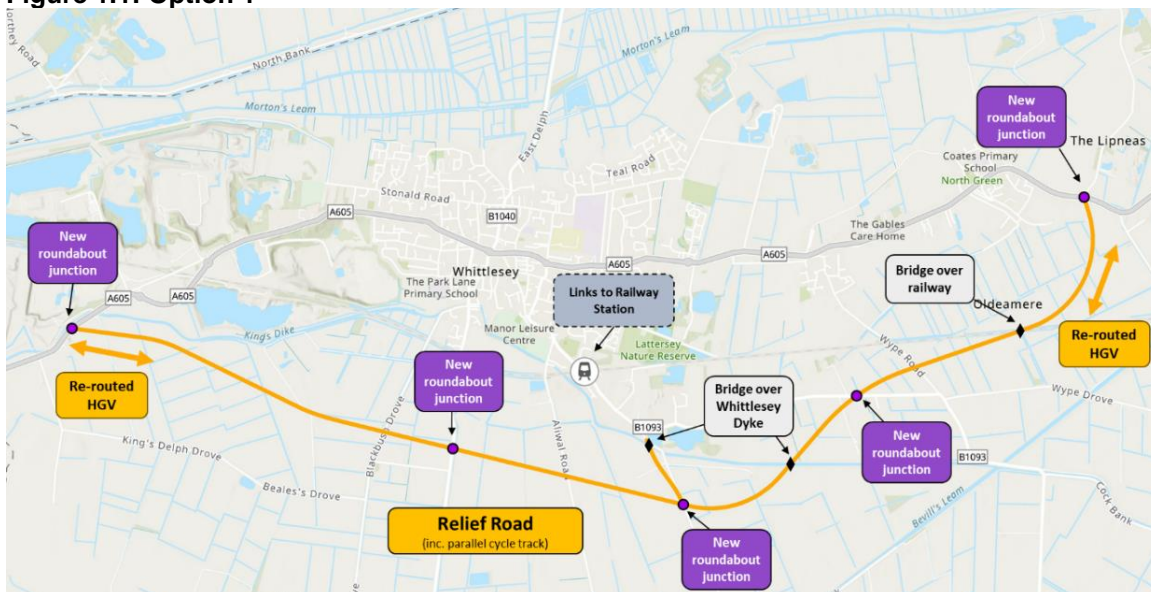 Figure Option
Northey Road
North Bank
Morton's Leam
Morton's Leam
East Delph
Teal Road
Stonald Road
B1040
A605
New
roundabout
junction
The Lipneas
Coates Primary
School
North Green
The Gables
Care Home
A605
A605
New
roundabout
junction
A605
A605
Whittlesey
The Park Lane
Primary School
Links to Railway
Station
Bridge over
railway
Oldeamere
King's Dike
Manor Leisure
Centre
Lattersey
Nature Reserve
Wype Road
Re-routed
HGV
Re-routed
HGV
New
roundabout
junction
Bridge over
Whittlesey
Dyke
Wype Drove
B1093
New
roundabout
junction
B1093
King's Delph Drove
Blackbush Drove
Aliwal Road
Beales's Drove
Bevill's Leam
Cock Bank
Relief Road
(inc. parallel cycle track)
New
roundabout
junction